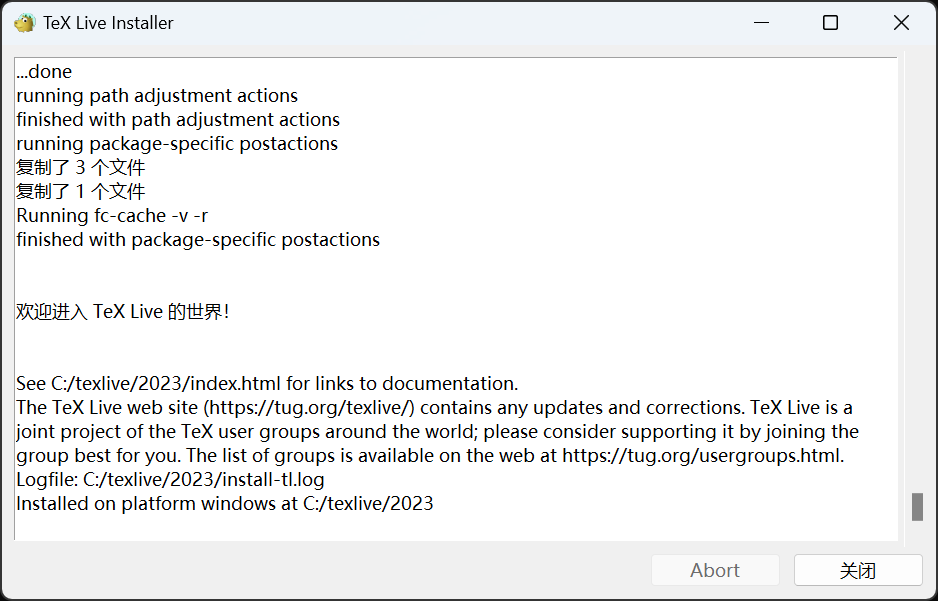 TeX Live Installer
...done
running path adjustment actions
finished with path adjustment actions
running package-specific postactions
复制了 3 个文件
复制了 1 个文件
Running fc-cache -v -r
finished with package-specific postactions
欢迎进入 TeX Live 的世界！
See C:/texlive/2023/index.html for links to documentation.
The TeX Live web site (https://tug.org/texlive/) contains any updates and corrections. TeX Live is a
joint project of the TeX user groups around the world; please consider supporting it by joining the
group best for you. The list of groups is available on the web at https://tug.org/usergroups.html.
Logfile: C:/texlive/2023/install-tl.log
Installed on platform windows at C:/texlive/2023
Abort
关闭